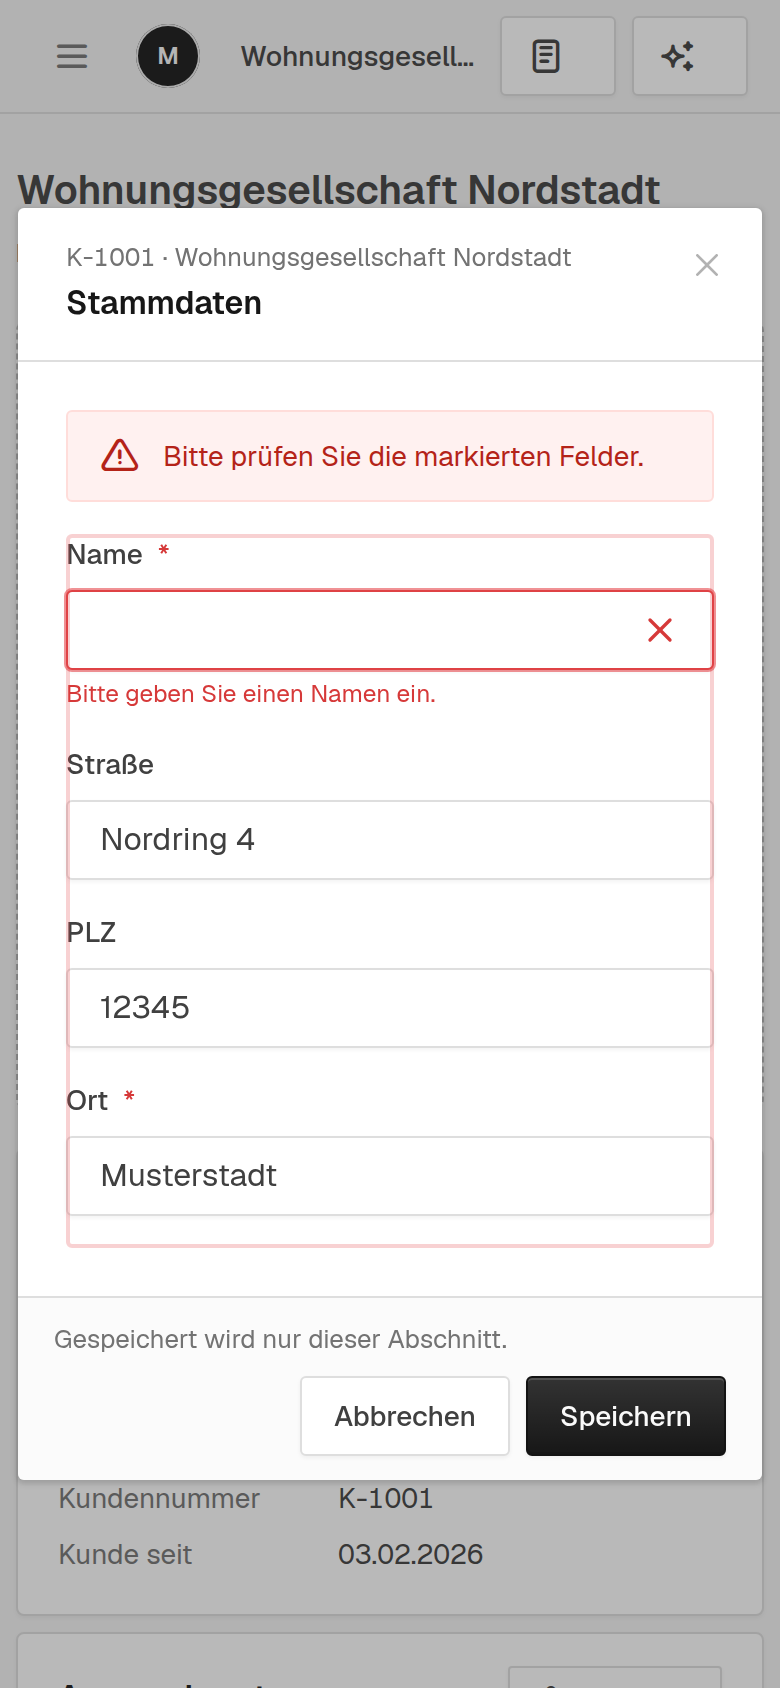 M
Wohnungsgesell...
Wohnungsgesellschaft Nordstadt
K-1001 · Wohnungsgesellschaft Nordstadt
Stammdaten
Bitte prüfen Sie die markierten Felder.
Name *
Bitte geben Sie einen Namen ein.
Straße
Nordring 4
PLZ
12345
Ort *
Musterstadt
Gespeichert wird nur dieser Abschnitt.
Abbrechen
Speichern
Kundennummer K-1001
Kunde seit 03.02.2026